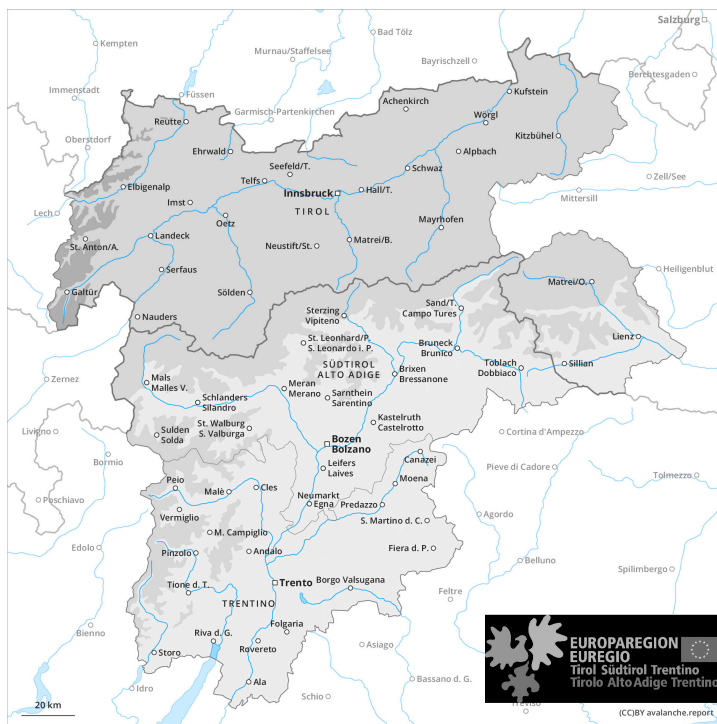 Salzburg
Kempten
Bad Tölz
Murnau/Staffelsee
Bayrischzell
Berchtesgaden
Immenstadt
Füssen
Garmisch-Partenkirchen
Achenkirch
Kufstein
Reutte
Wörgl
Oberstdorf
Ehrwald
Kitzbühel
Alpbach
Seefeld/T.
Schwaz
Zell/See
Telfs
Elbigenalp
Innsbruck
Hall/T.
Mittersill
Imst
TIROL
Lech
Oetz
Mayrhofen
Landeck
St. Anton/A.
Neustift/St.
Matrei/B.
Serfaus
Heiligenblut
Matrei/O.
Galtür
Sölden
Sand/T.
Campo Tures
Nauders
Sterzing
Vipiteno
Lienz
St. Leonhard/P.
S. Leonardo i. P.
Bruneck
Brunico
Toblach
Dobbiaco
Sillian
SÜDTIROL
ALTO ADIGE
Brixen
Bressanone
Zernez
Mals
Malles V.
Meran
Merano
Schlanders
Silandro
Sarnthein
Sarentino
Kastelruth
Castelrotto
St. Walburg
S. Valburga
Livigno
Sulden
Solda
Bozen
Bolzano
Cortina d'Ampezzo
Bormio
Canazei
Leifers
Laives
Pieve di Cadore
Tolmezzo
Peio
Moena
Poschiavo
Malè
Cles
Neumarkt
Egna
Predazzo
Vermiglio
Agordo
S. Martino d. C.
M. Campiglio
Edolo
Pinzolo
Andalo
Fiera d. P.
Belluno
Spilimbergo
Tione d. T.
Trento
Borgo Valsugana
Feltre
TRENTINO
Bienno
Folgaria
Riva d. G.
Rovereto
Asiago
Storo
Bassano d. G.
Ala
Idro
Schio
Treviso
20 km
EUROPAREGION
EUREGIO
Tirol Südtirol Trentino
Tirolo Alto Adige Trentino
(CC)BY avalanche.report